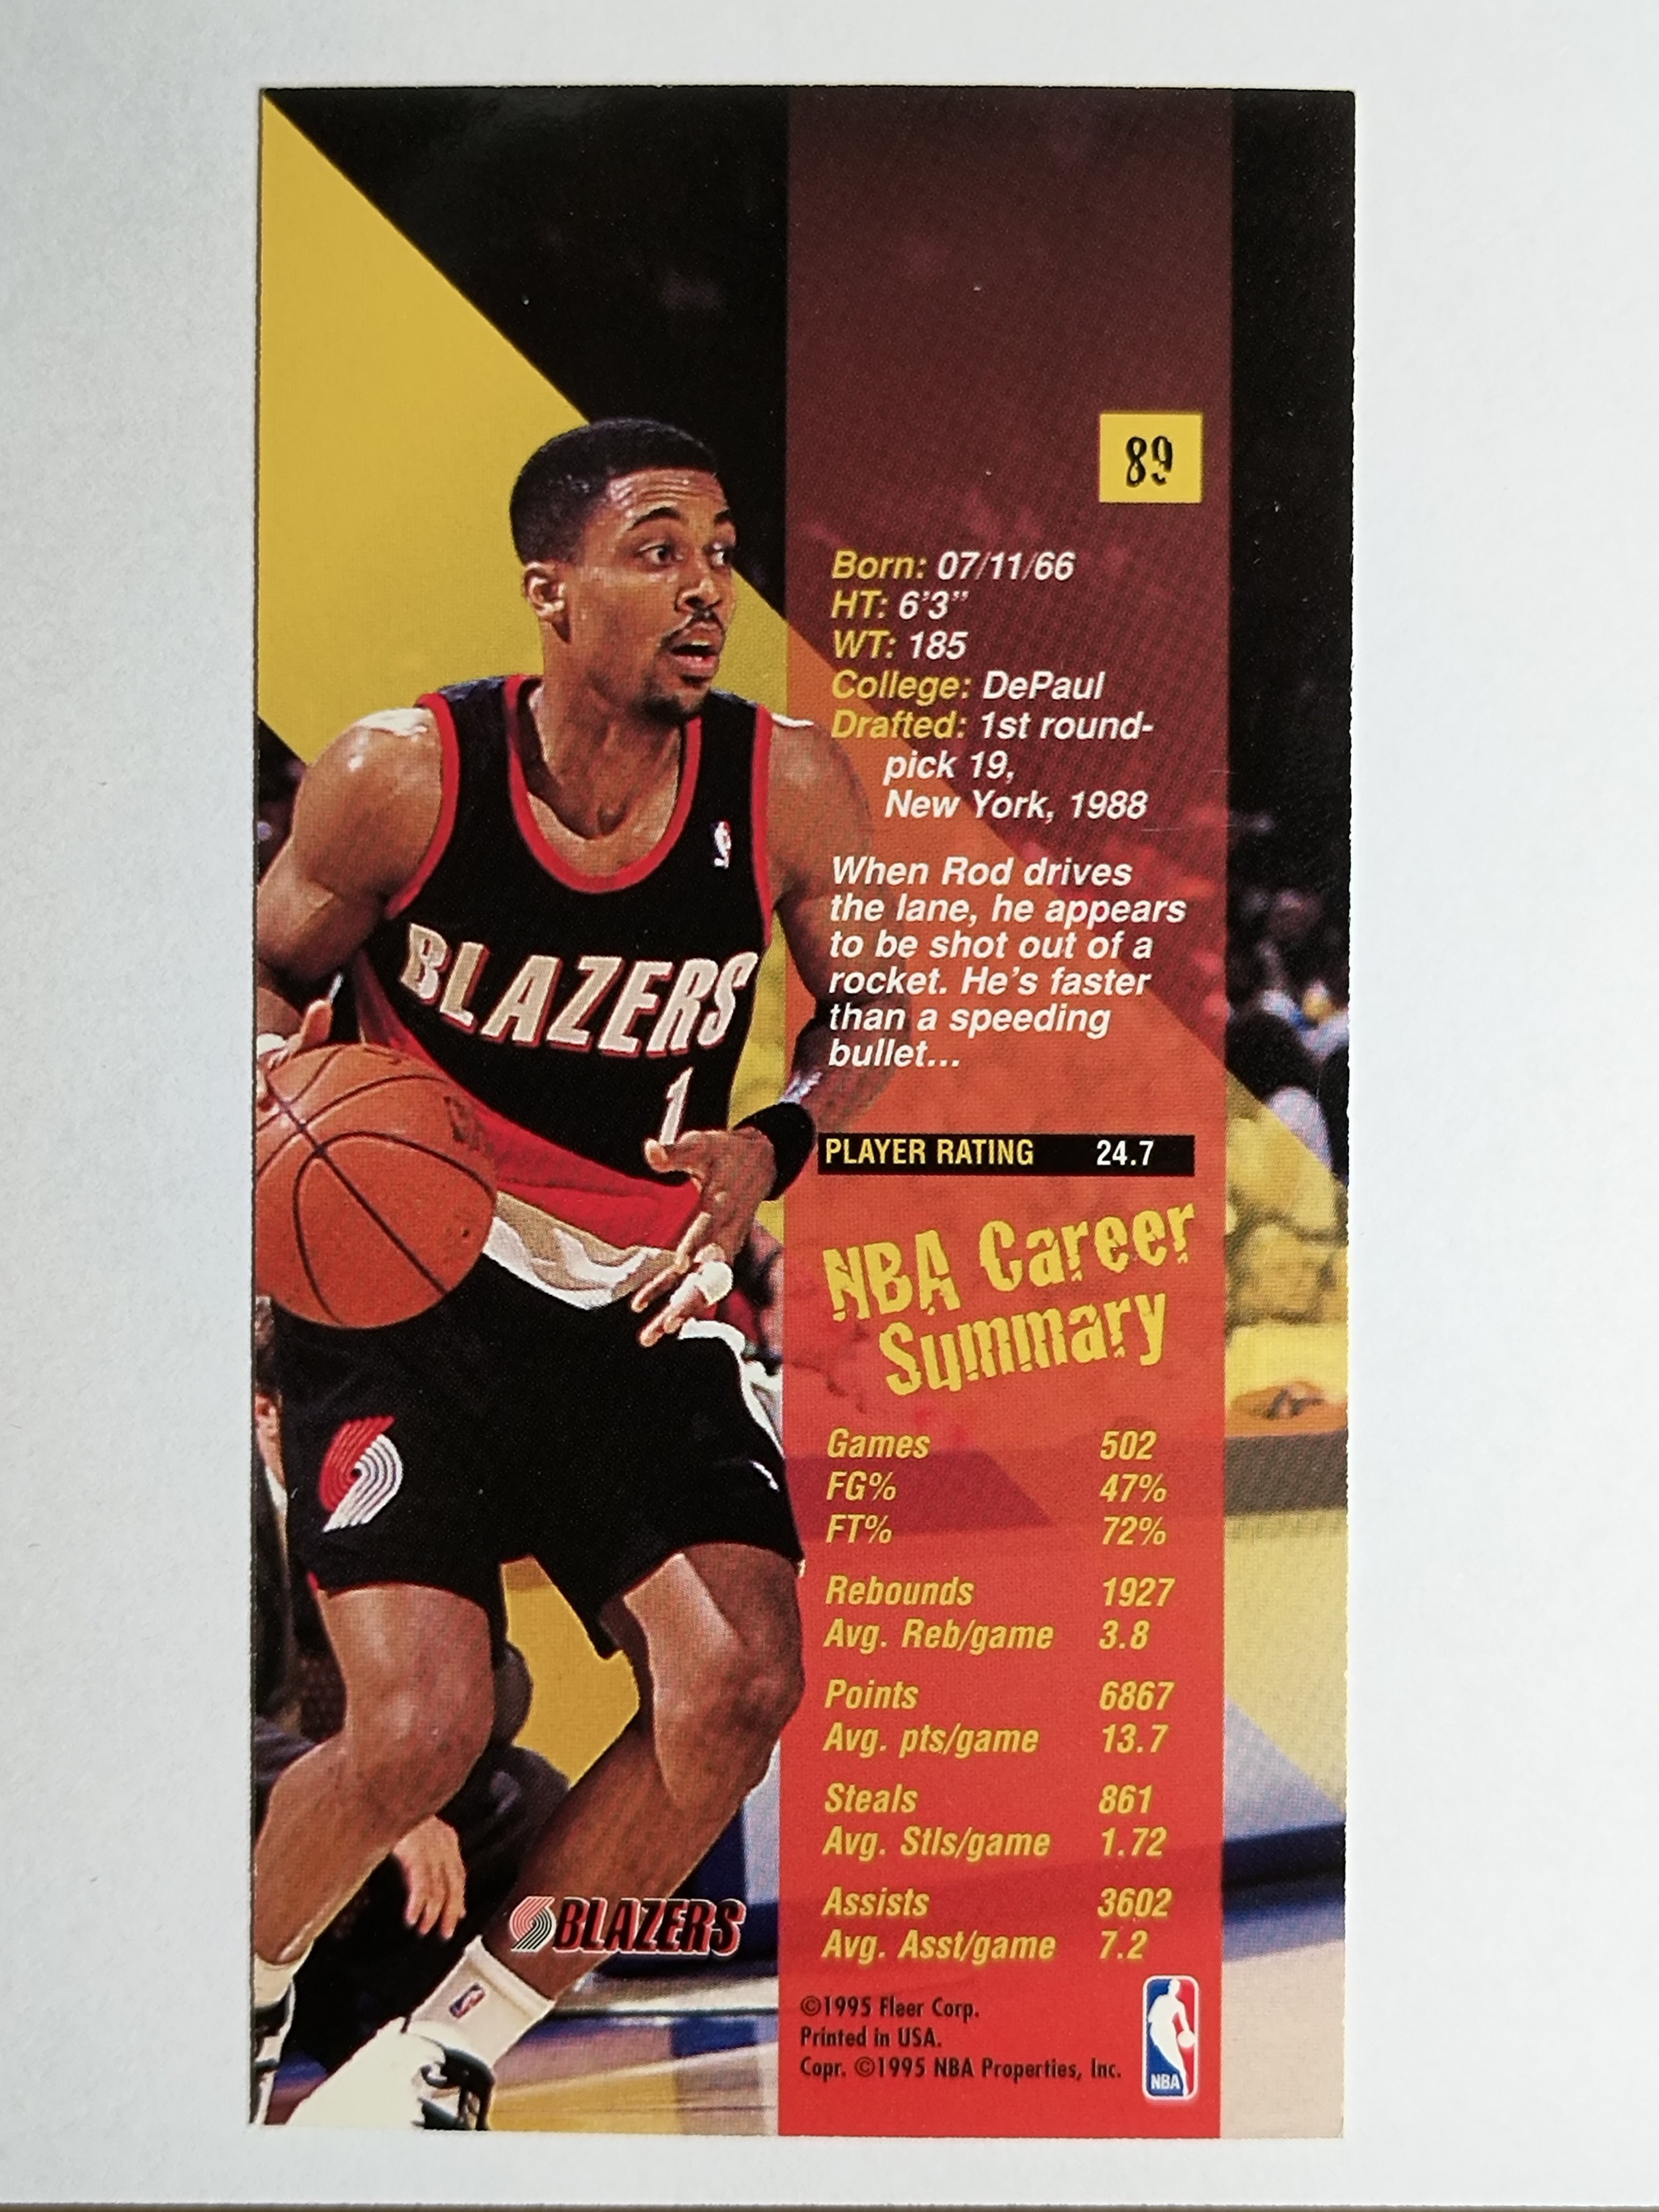 89
Born: 07/11/66
HT: 6'3"
WT: 185
College: DePaul
Drafted: 1st round-
pick 19,
New York, 1988
When Rod drives
the lane, he appears
to be shot out of a
rocket. He's faster
than a speeding
bullet...
BLAZERS
1
PLAYER RATING 24.7
NBA Career
Summary
Games 502
FG% 47%
FT% 72%
Rebounds 1927
Avg. Reb/game 3.8
Points 6867
Avg. pts/game 13.7
Steals 861
Avg. Stls/game 1.72
Assists 3602
Avg. Asst/game 7.2
BLAZERS
©1995 Fleer Corp.
Printed in USA.
Copr. ©1995 NBA Properties, Inc.
NBA